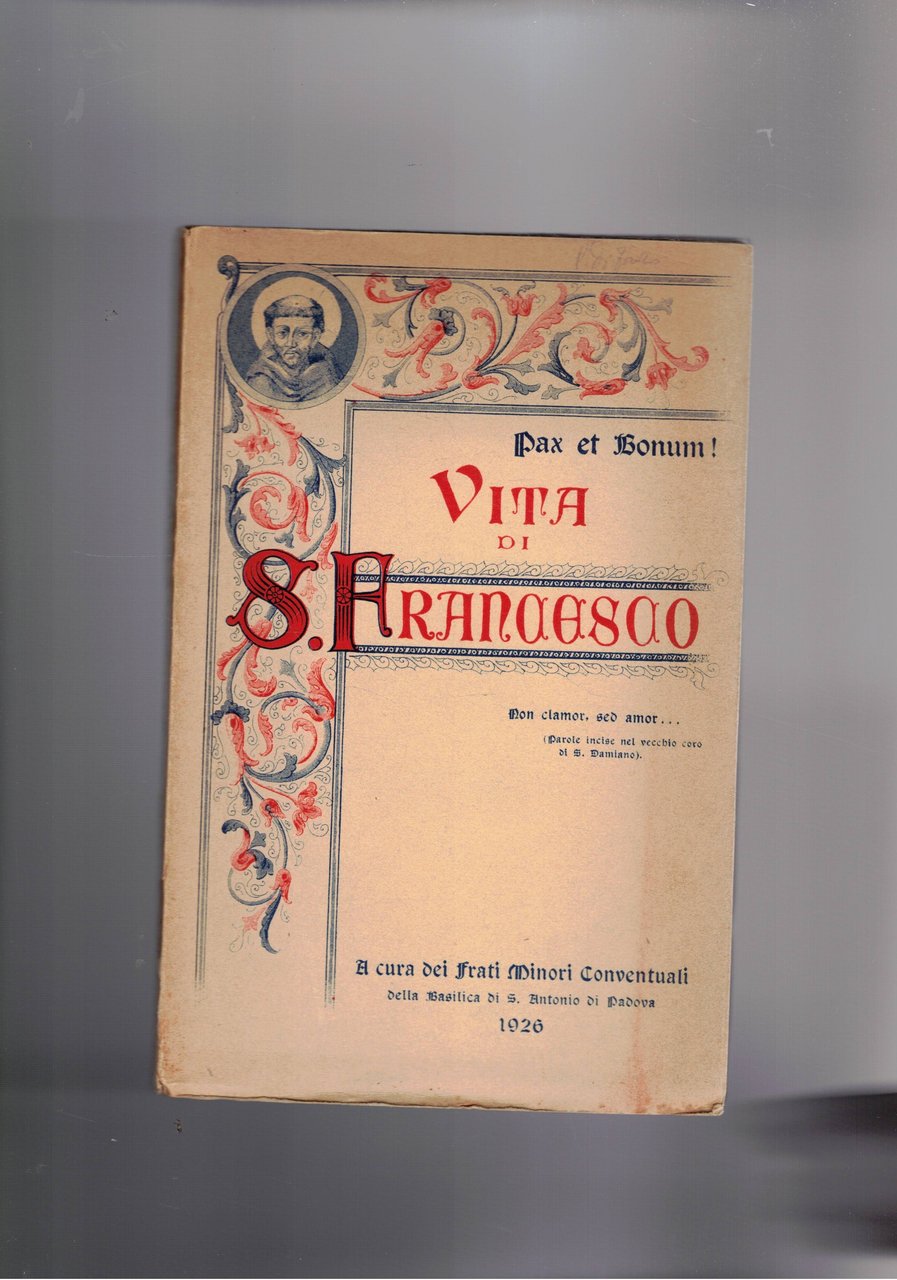 Pax et Bonum!
VITA
DI
S. FRANCESCO
Non clamor, sed amor...
(Parole incise nel vecchio coro
di S. Damiano).
A cura dei Frati Minori Conventuali
della Basilica di S. Antonio di Padova
1926